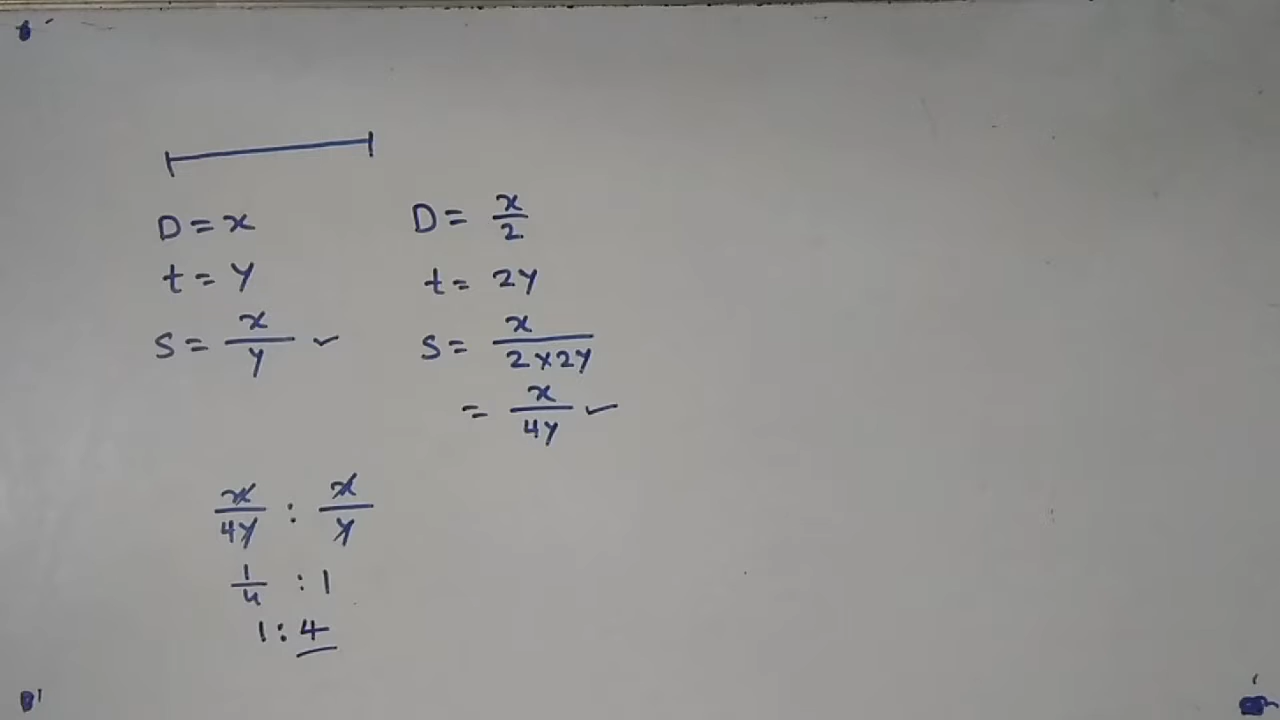 D = x
t = y
S = x/y ✓
D = x/2
t = 2y
S = x/(2×2y)
= x/4y ✓
x/4y : x/y
1/4 : 1
1 : 4